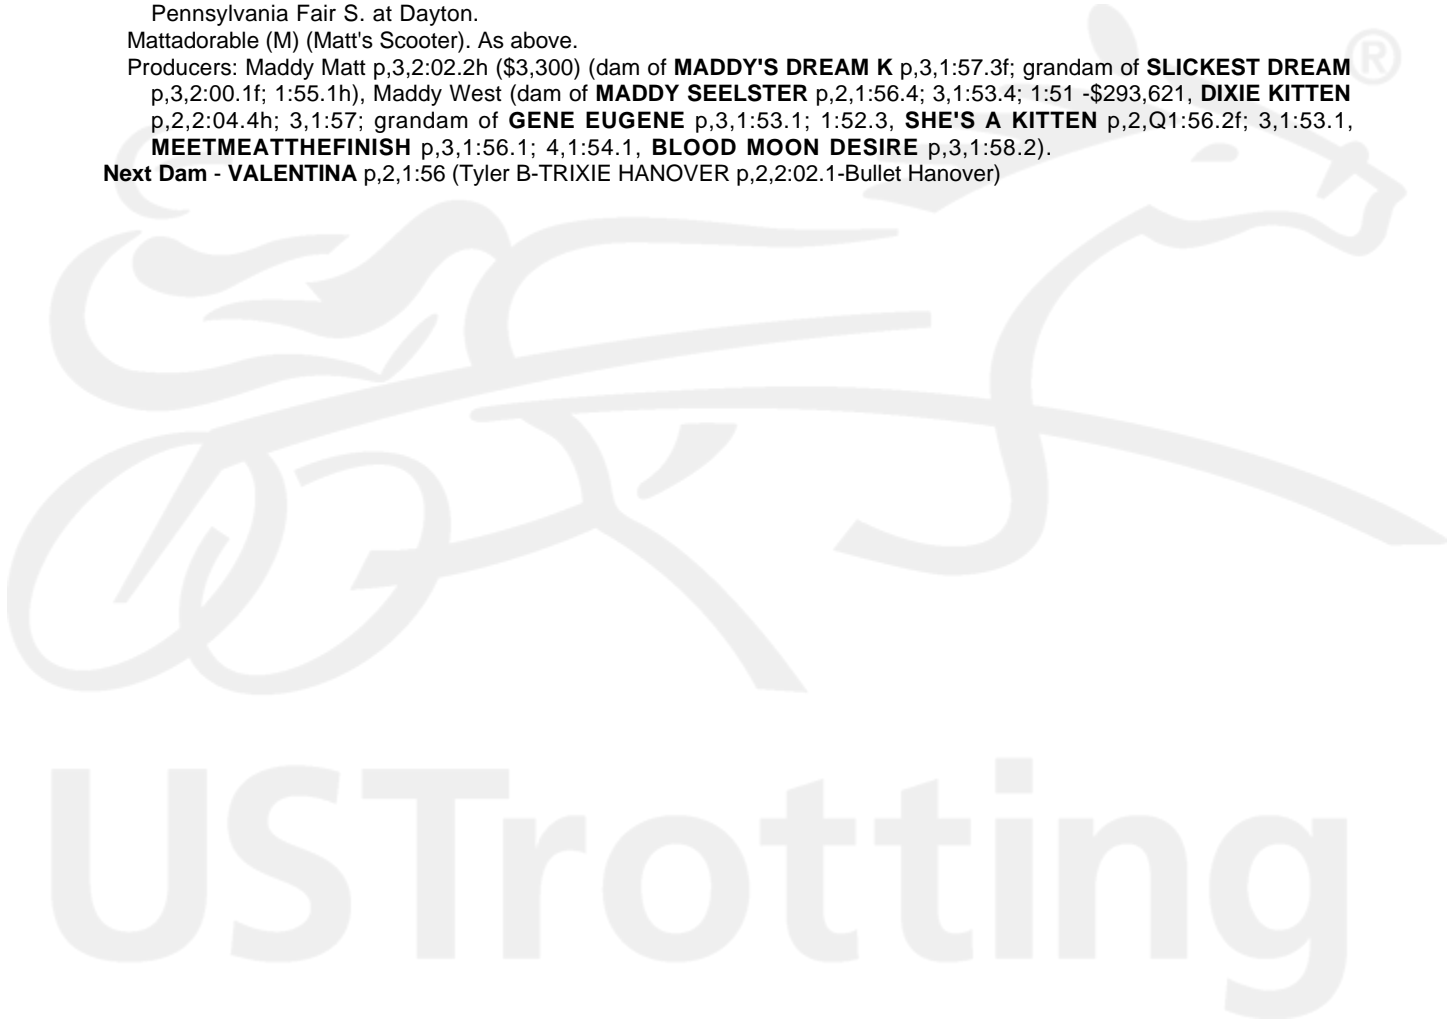 Pennsylvania Fair S. at Dayton.
Mattadorable (M) (Matt's Scooter). As above.
Producers: Maddy Matt p,3,2:02.2h ($3,300) (dam of MADDY'S DREAM K p,3,1:57.3f; grandam of SLICKEST DREAM
p,3,2:00.1f; 1:55.1h), Maddy West (dam of MADDY SEELSTER p,2,1:56.4; 3,1:53.4; 1:51 -$293,621, DIXIE KITTEN
p,2,2:04.4h; 3,1:57; grandam of GENE EUGENE p,3,1:53.1; 1:52.3, SHE'S A KITTEN p,2,Q1:56.2f; 3,1:53.1,
MEETMEATTHEFINISH p,3,1:56.1; 4,1:54.1, BLOOD MOON DESIRE p,3,1:58.2).
Next Dam - VALENTINA p,2,1:56 (Tyler B-TRIXIE HANOVER p,2,2:02.1-Bullet Hanover)
®
USTrotting